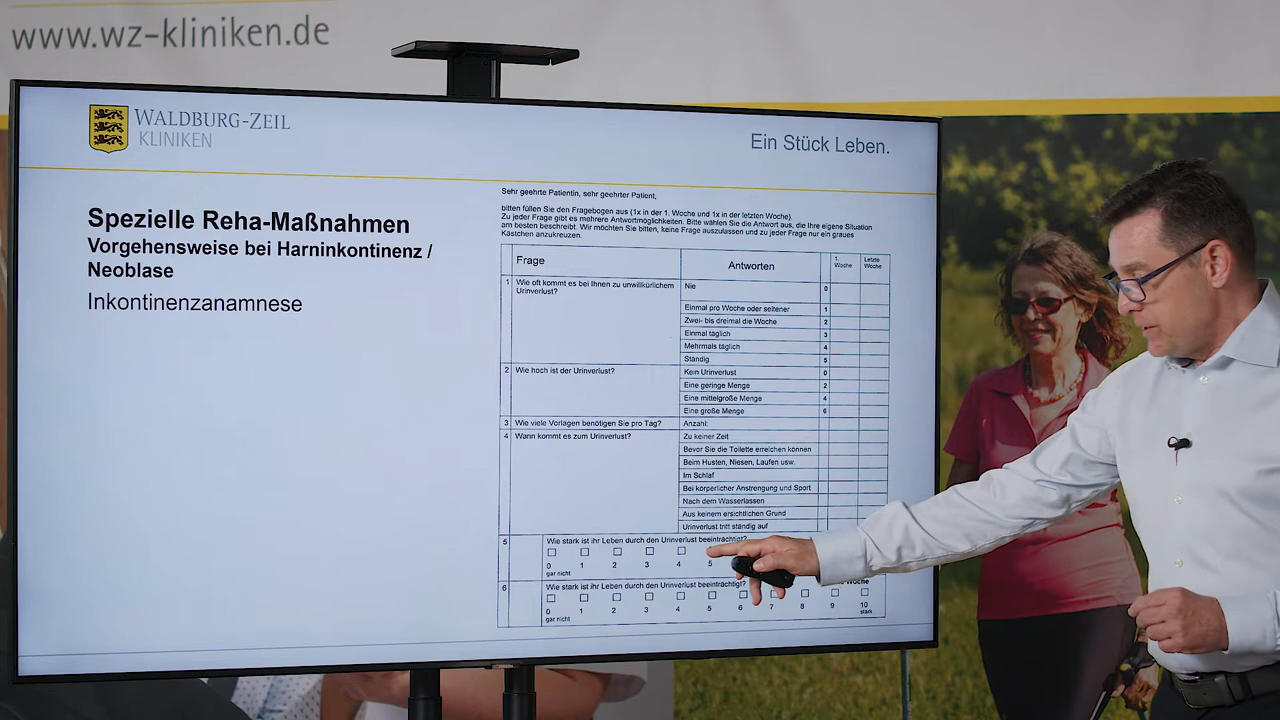 www.wz-kliniken.de
WALDBURG-ZEIL
KLINIKEN
Ein Stück Leben.
Spezielle Reha-Maßnahmen
Vorgehensweise bei Harninkontinenz /
Neoblase
Inkontinenzanamnese
Sehr geehrte Patientin, sehr geehrter Patient,
bitten füllen Sie den Fragebogen aus (1x in der 1. Woche und 1x in der letzten Woche).
Zu jeder Frage gibt es mehrere Antwortmöglichkeiten. Bitte wählen Sie die Antwort aus, die Ihre eigene Situation
am besten beschreibt. Wir möchten Sie bitten, keine Frage auszulassen und zu jeder Frage nur ein graues
Kästchen anzukreuzen.
Frage Antworten 1. Woche Letzte Woche
1 Wie oft kommt es bei Ihnen zu unwillkürlichem Nie 0
Urinverlust?
Einmal pro Woche oder seltener 1
Zwei- bis dreimal die Woche 2
Einmal täglich 3
Mehrmals täglich 4
Ständig 5
2 Wie hoch ist der Urinverlust? Kein Urinverlust 0
Eine geringe Menge 2
Eine mittelgroße Menge 4
Eine große Menge 6
3 Wie viele Vorlagen benötigen Sie pro Tag? Anzahl:
4 Wann kommt es zum Urinverlust? Zu keiner Zeit
Bevor Sie die Toilette erreichen können
Beim Husten, Niesen, Laufen usw.
Im Schlaf
Bei körperlicher Anstrengung und Sport
Nach dem Wasserlassen
Aus keinem ersichtlichen Grund
Urinverlust tritt ständig auf
5 Wie stark ist ihr Leben durch den Urinverlust beeinträchtigt?
0 1 2 3 4 5
gar nicht
6 Wie stark ist ihr Leben durch den Urinverlust beeinträchtigt? Woche
0 1 2 3 4 5 6 7 8 9 10
gar nicht stark